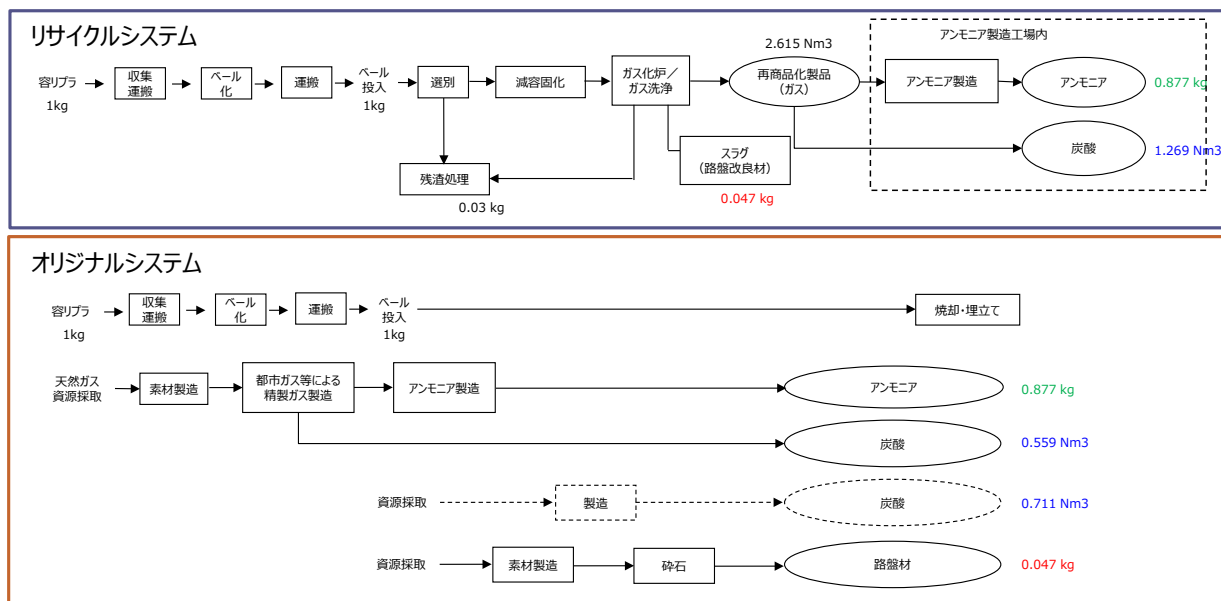 リサイクルシステム
アンモニア製造工場内
2.615 Nm3
容リプラ
1kg
収集
運搬
ベール
化
運搬
ベール
投入
1kg
選別
減容固化
ガス化炉／
ガス洗浄
再商品化製品
（ガス）
アンモニア製造
アンモニア
0.877 kg
炭酸
1.269 Nm3
スラグ
（路盤改良材）
0.047 kg
残渣処理
0.03 kg
オリジナルシステム
容リプラ
1kg
収集
運搬
ベール
化
運搬
ベール
投入
1kg
焼却・埋立て
天然ガス
資源採取
素材製造
都市ガス等による
精製ガス製造
アンモニア製造
アンモニア
0.877 kg
炭酸
0.559 Nm3
資源採取
製造
炭酸
0.711 Nm3
資源採取
素材製造
砕石
路盤材
0.047 kg